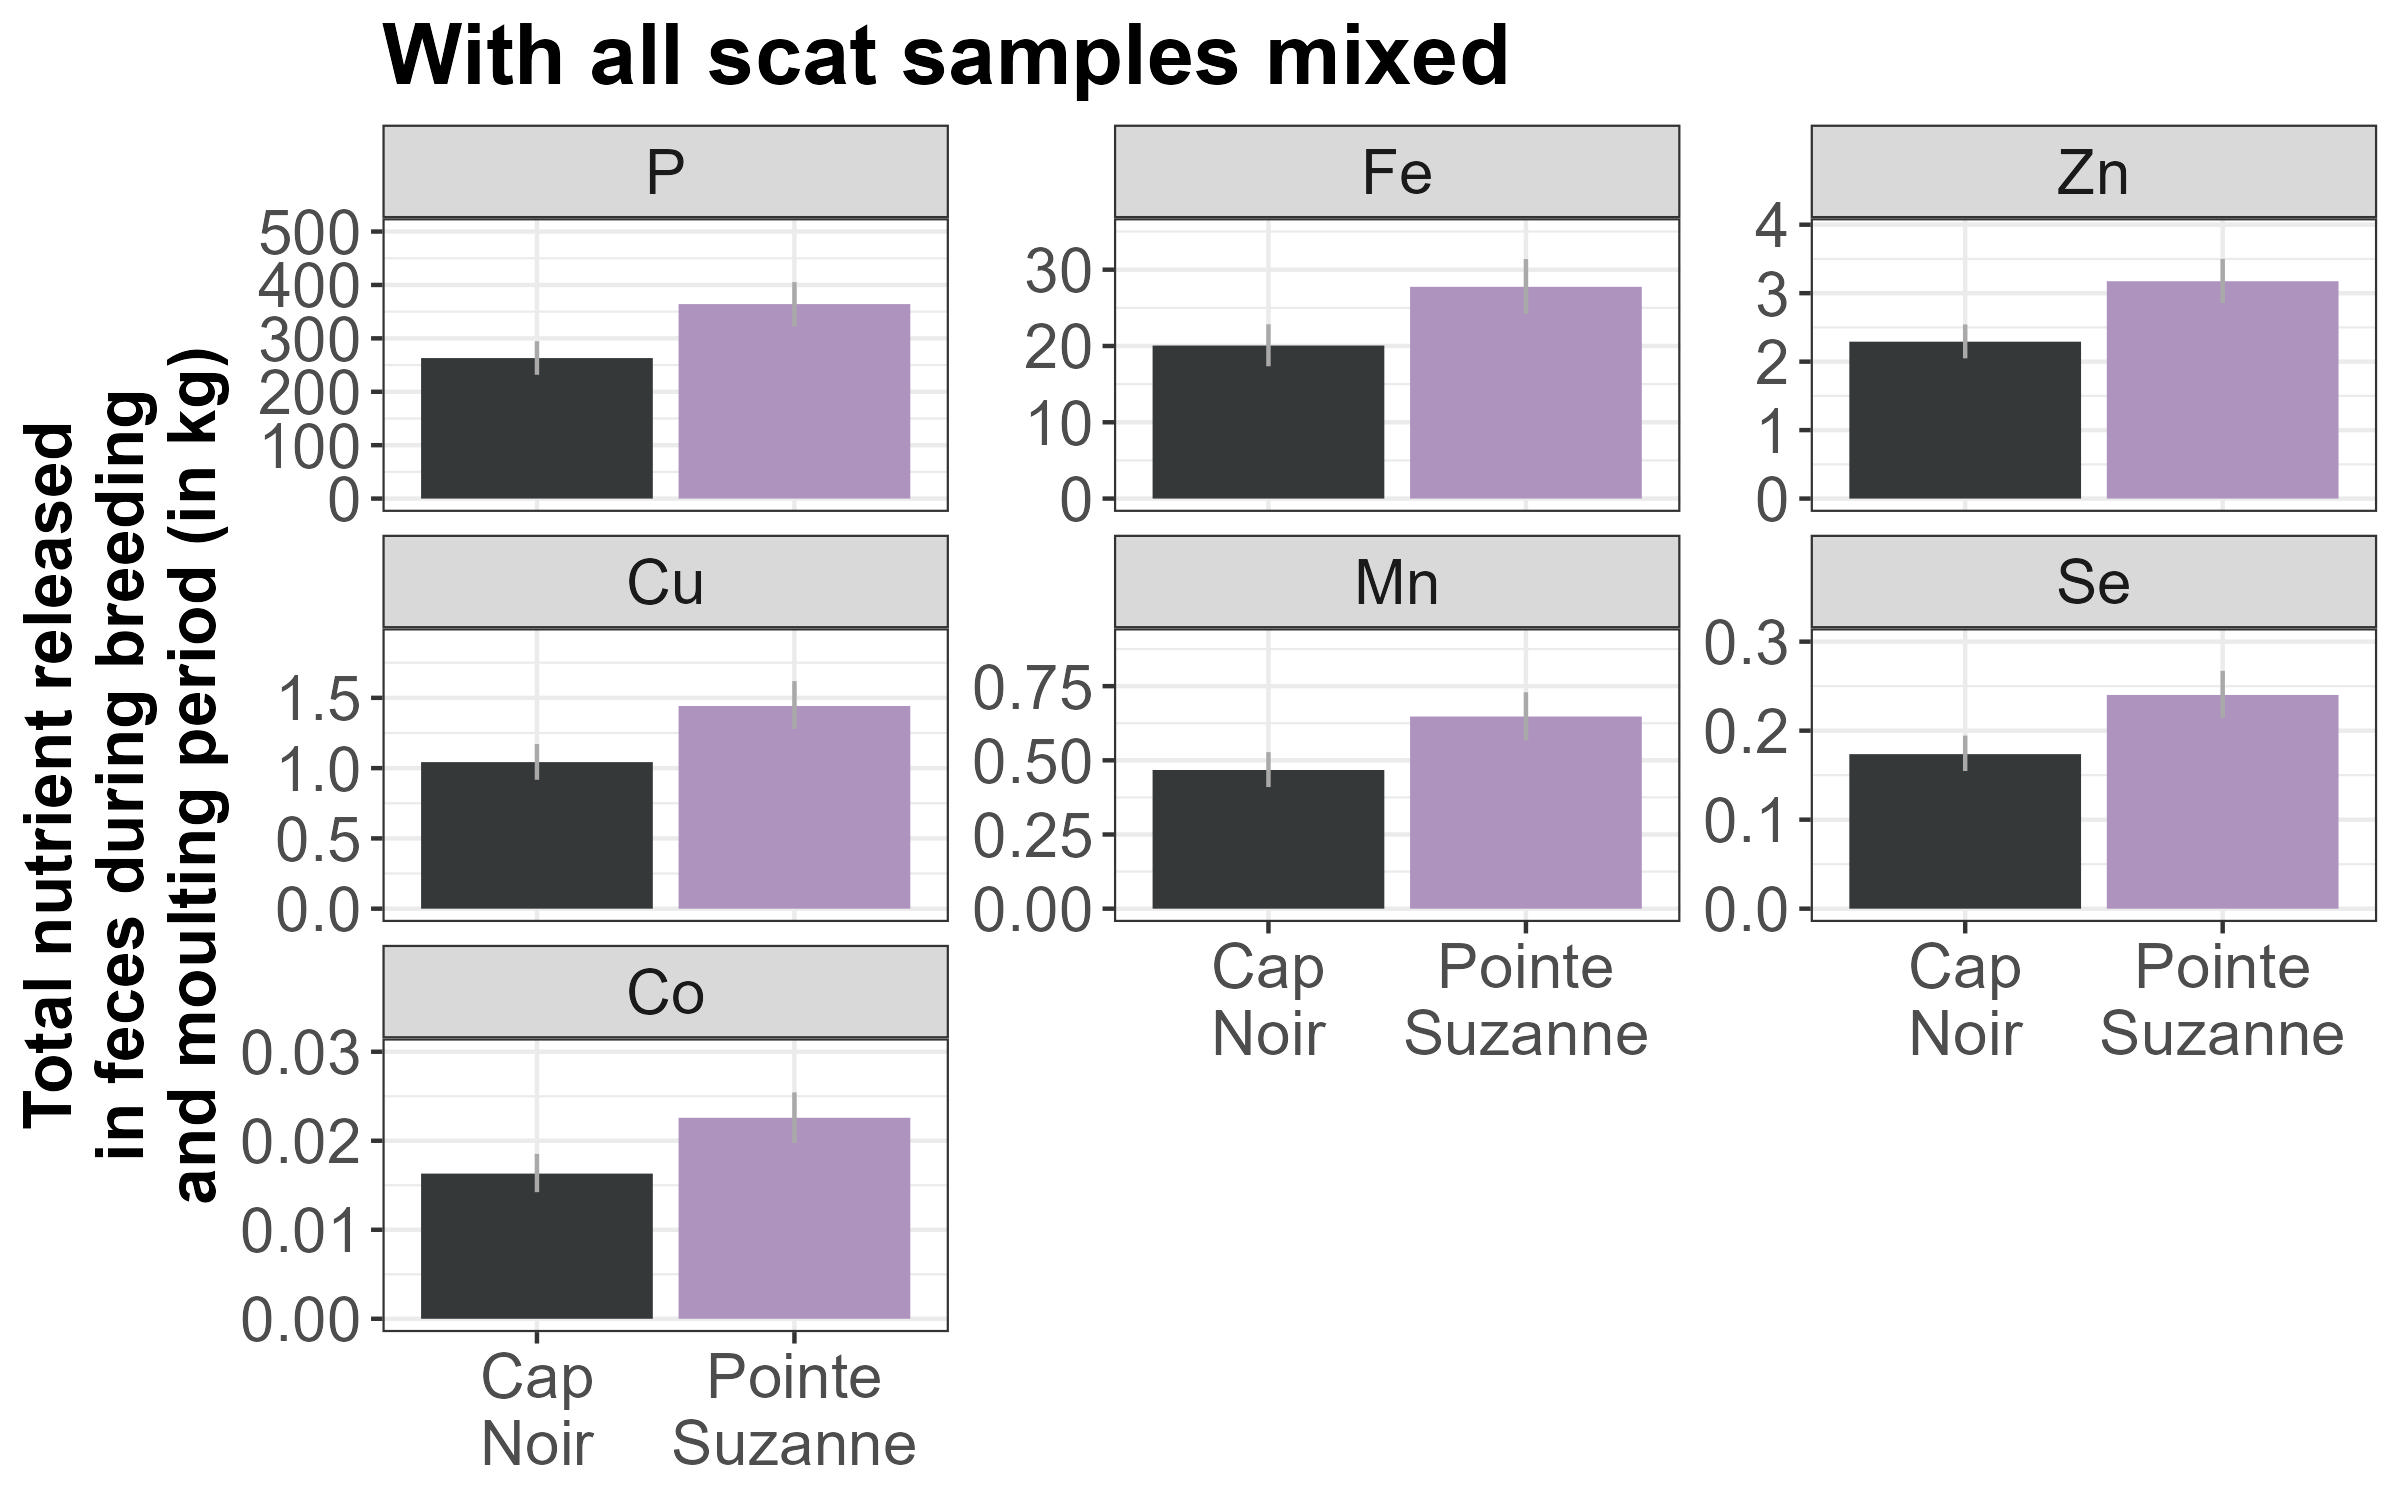 With all scat samples mixed
Total nutrient released
in feces during breeding
and moulting period (in kg)
P
500
400
300
200
100
0
Fe
30
20
10
0
Zn
4
3
2
1
0
Cu
1.5
1.0
0.5
0.0
Mn
0.75
0.50
0.25
0.00
Cap
Noir
Pointe
Suzanne
Se
0.3
0.2
0.1
0.0
Cap
Noir
Pointe
Suzanne
Co
0.03
0.02
0.01
0.00
Cap
Noir
Pointe
Suzanne